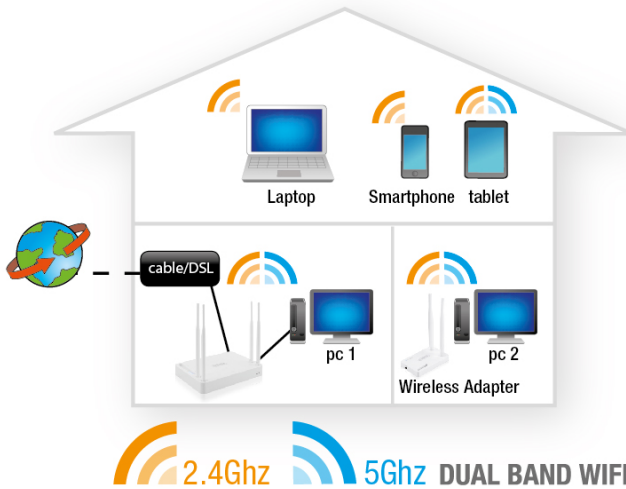 Laptop
Smartphone
tablet
cable/DSL
pc 1
pc 2
Wireless Adapter
2.4Ghz
5Ghz
DUAL BAND WIFI